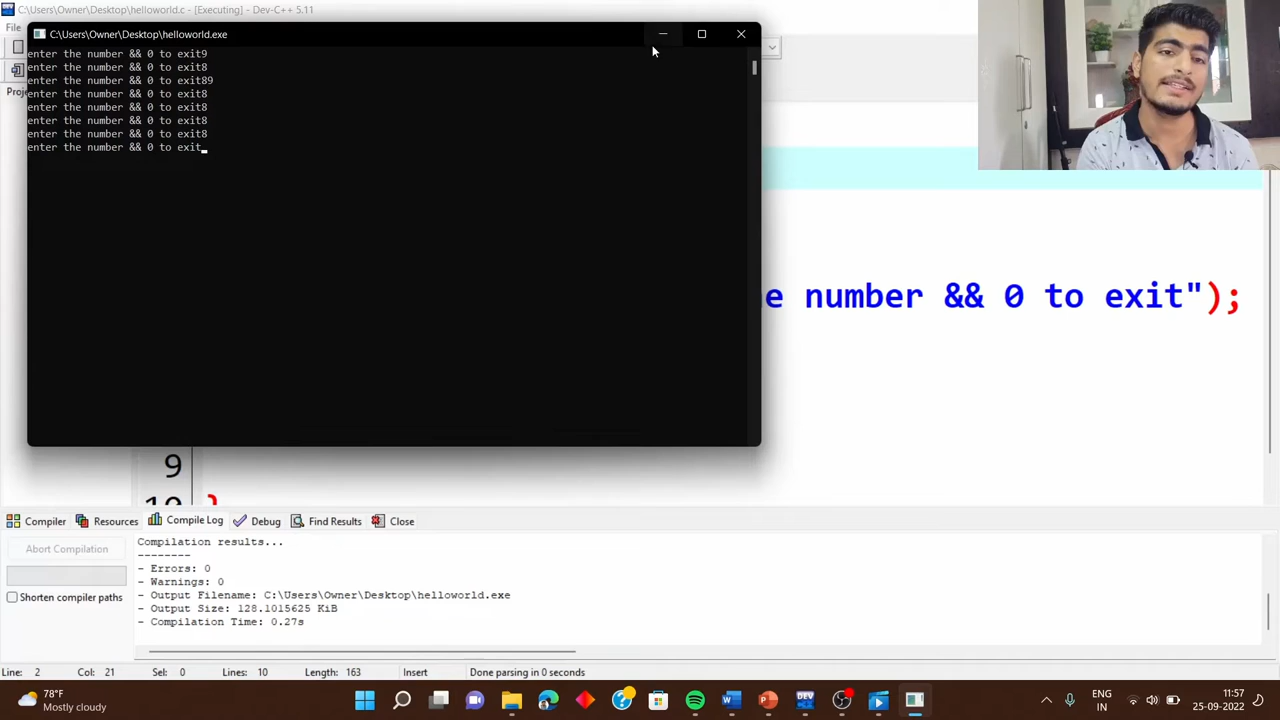 C:\Users\Owner\Desktop\helloworld.c - [Executing] - Dev-C++ 5.11
File
C:\Users\Owner\Desktop\helloworld.exe
enter the number && 0 to exit9
enter the number && 0 to exit8
enter the number && 0 to exit89
enter the number && 0 to exit8
enter the number && 0 to exit8
enter the number && 0 to exit8
enter the number && 0 to exit8
enter the number && 0 to exit
Proje
e number && 0 to exit");
9
10 }
Compiler Resources Compile Log Debug Find Results Close
Abort Compilation
Shorten compiler paths
Compilation results...
--------
- Errors: 0
- Warnings: 0
- Output Filename: C:\Users\Owner\Desktop\helloworld.exe
- Output Size: 128.1015625 KiB
- Compilation Time: 0.27s
Line: 2 Col: 21 Sel: 0 Lines: 10 Length: 163 Insert Done parsing in 0 seconds
78°F
Mostly cloudy
DEV
ENG
IN
11:57
25-09-2022